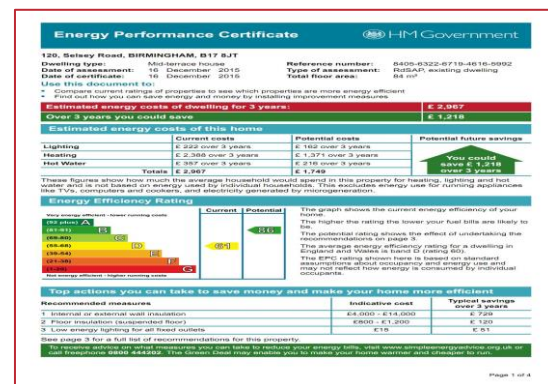 Energy Performance Certificate
HM Government
120, Selsey Road, BIRMINGHAM, B17 8JT
Dwelling type: Mid-terrace house
Date of assessment: 16 December 2015
Date of certificate: 16 December 2015
Reference number: 8405-6322-6719-4616-5992
Type of assessment: RdSAP, existing dwelling
Total floor area: 84 m²
Use this document to:
• Compare current ratings of properties to see which properties are more energy efficient
• Find out how you can save energy and money by installing improvement measures
Estimated energy costs of dwelling for 3 years: £ 2,967
Over 3 years you could save £ 1,218
Estimated energy costs of this home
Current costs Potential costs Potential future savings
Lighting £ 222 over 3 years £ 162 over 3 years
Heating £ 2,388 over 3 years £ 1,371 over 3 years
Hot Water £ 357 over 3 years £ 216 over 3 years
Totals £ 2,967 £ 1,749
You could
save £ 1,218
over 3 years
These figures show how much the average household would spend in this property for heating, lighting and hot
water and is not based on energy used by individual households. This excludes energy use for running appliances
like TVs, computers and cookers, and electricity generated by microgeneration.
Energy Efficiency Rating
Current Potential
Very energy efficient - lower running costs
(92 plus) A
(81-91) B
(69-80) C
(55-68) D
(39-54) E
(21-38) F
(1-20) G
Not energy efficient - higher running costs
61
86
The graph shows the current energy efficiency of your
home.
The higher the rating the lower your fuel bills are likely to
be.
The potential rating shows the effect of undertaking the
recommendations on page 3.
The average energy efficiency rating for a dwelling in
England and Wales is band D (rating 60).
The EPC rating shown here is based on standard
assumptions about occupancy and energy use and
may not reflect how energy is consumed by individual
occupants.
Top actions you can take to save money and make your home more efficient
Recommended measures Indicative cost Typical savings
over 3 years
1 Internal or external wall insulation £4,000 - £14,000 £ 729
2 Floor insulation (suspended floor) £800 - £1,200 £ 120
3 Low energy lighting for all fixed outlets £15 £ 51
See page 3 for a full list of recommendations for this property.
To receive advice on what measures you can take to reduce your energy bills, visit www.simpleenergyadvice.org.uk or
call freephone 0800 444202. The Green Deal may enable you to make your home warmer and cheaper to run.
Page 1 of 4